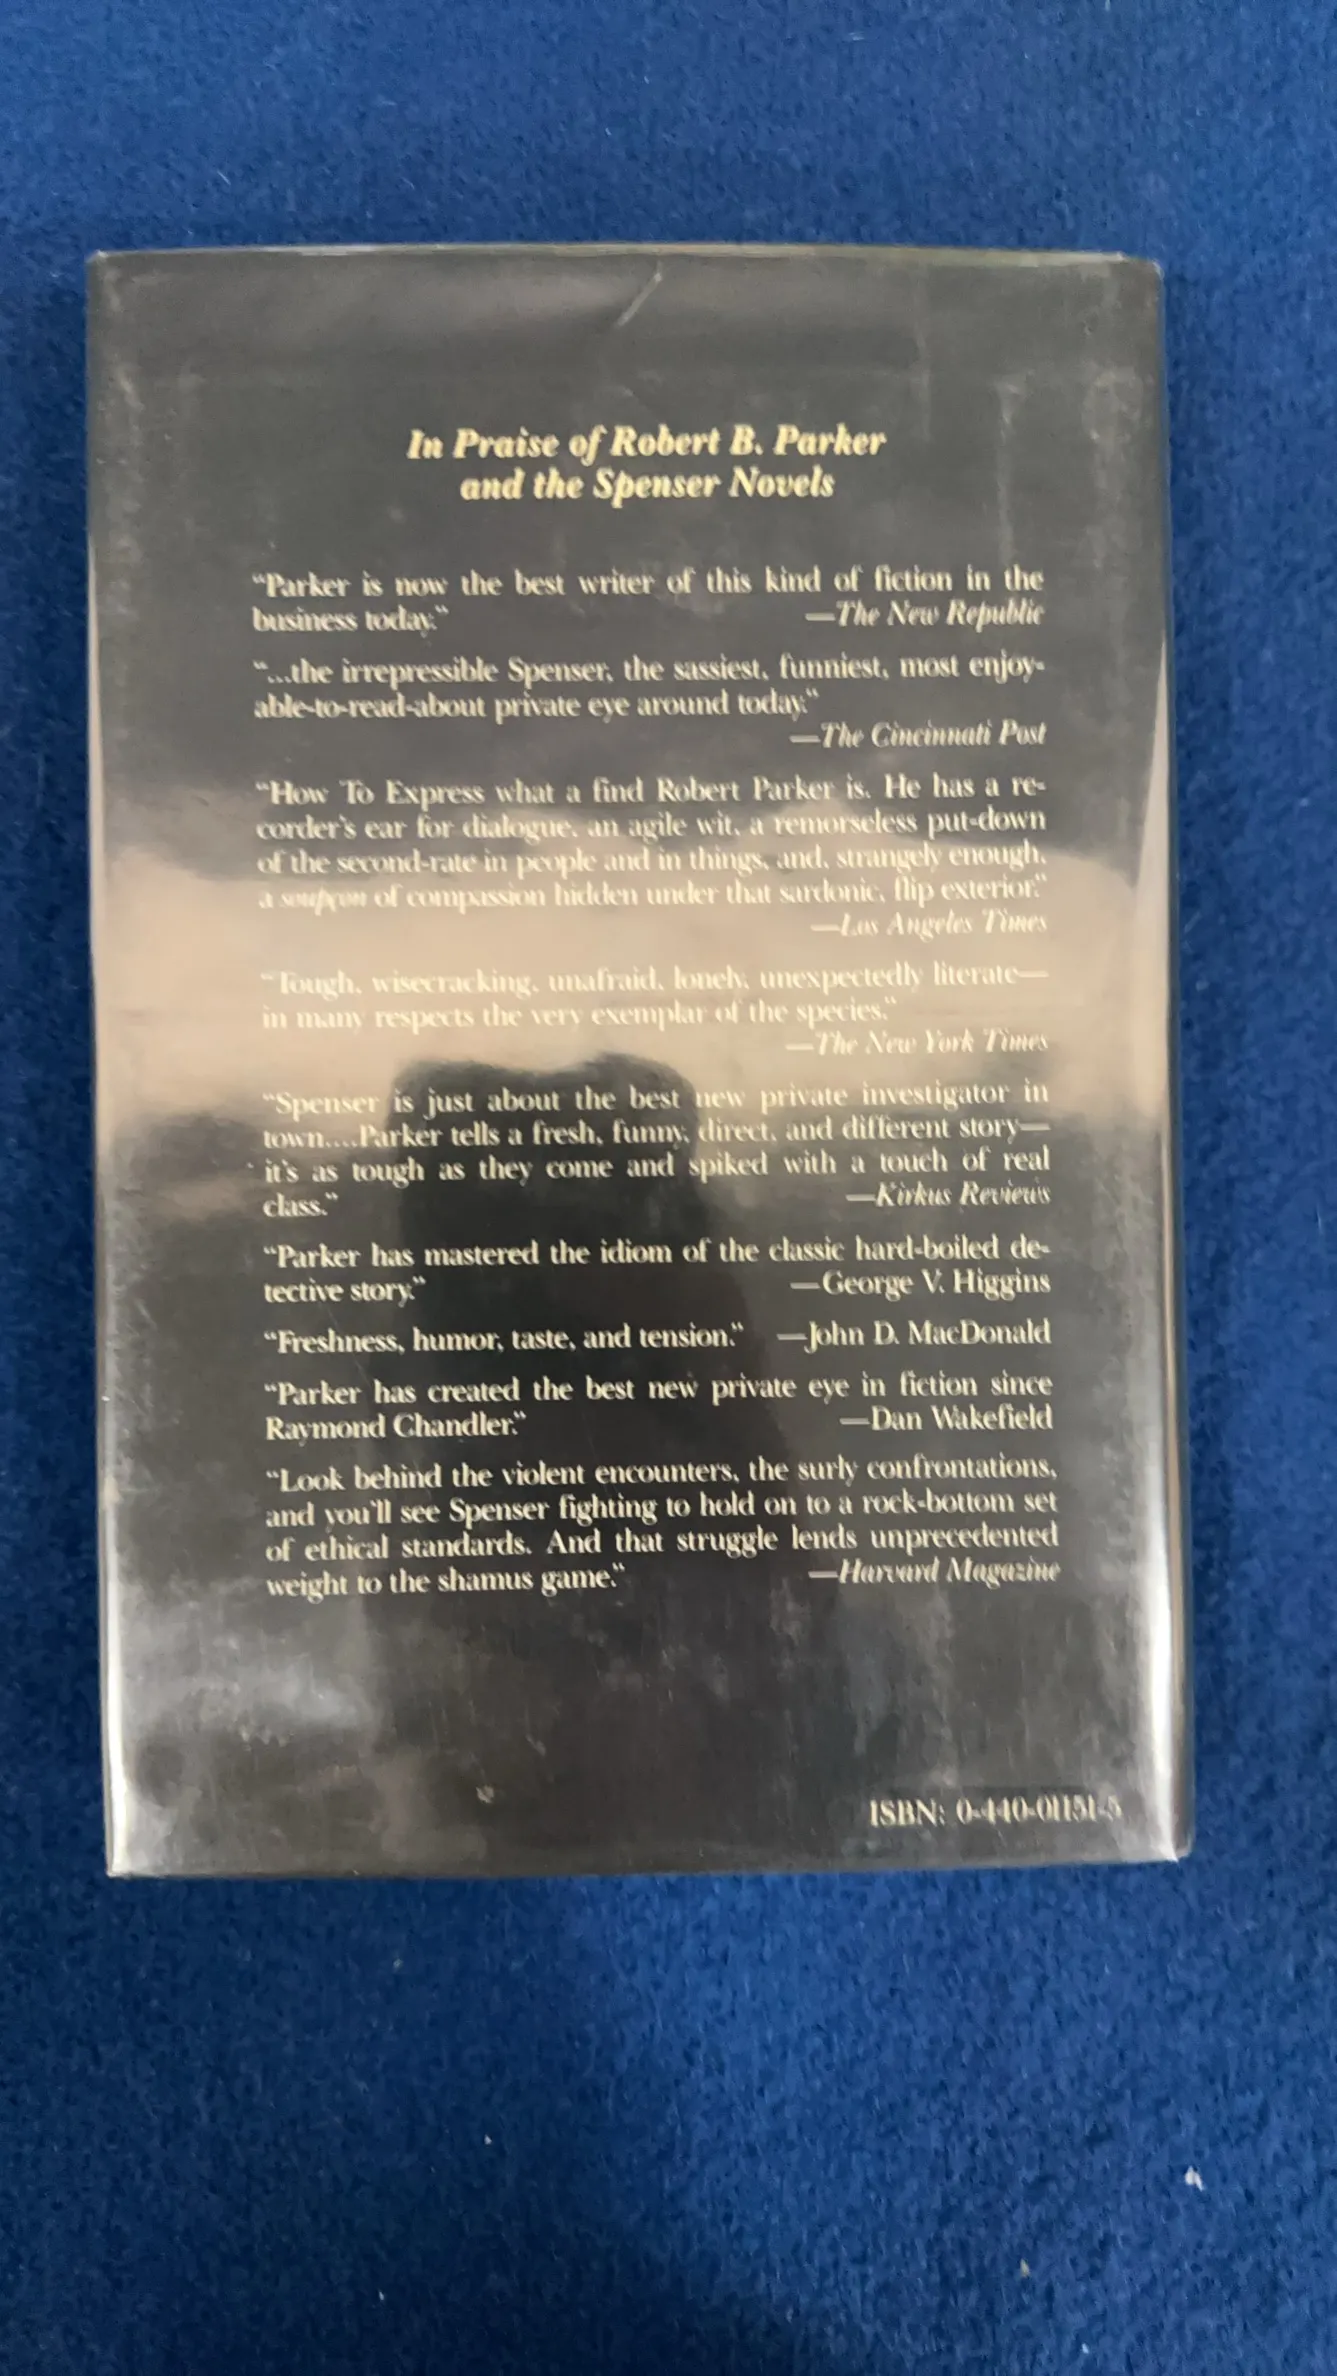 In Praise of Robert B. Parker
and the Spenser Novels
“Parker is now the best writer of this kind of fiction in the
business today.” —The New Republic
“...the irrepressible Spenser, the sassiest, funniest, most enjoy-
able-to-read-about private eye around today.”
—The Cincinnati Post
“How To Express what a find Robert Parker is. He has a re-
corder's ear for dialogue, an agile wit, a remorseless put-down
of the second-rate in people and in things, and, strangely enough,
a soupçon of compassion hidden under that sardonic, flip exterior.”
—Los Angeles Times
“Tough, wisecracking, unafraid, lonely, unexpectedly literate—
in many respects the very exemplar of the species.”
—The New York Times
“Spenser is just about the best new private investigator in
town....Parker tells a fresh, funny, direct, and different story—
it's as tough as they come and spiked with a touch of real
class.” —Kirkus Reviews
“Parker has mastered the idiom of the classic hard-boiled de-
tective story.” —George V. Higgins
“Freshness, humor, taste, and tension.” —John D. MacDonald
“Parker has created the best new private eye in fiction since
Raymond Chandler.” —Dan Wakefield
“Look behind the violent encounters, the surly confrontations,
and you'll see Spenser fighting to hold on to a rock-bottom set
of ethical standards. And that struggle lends unprecedented
weight to the shamus game.” —Harvard Magazine
ISBN: 0-440-01151-5